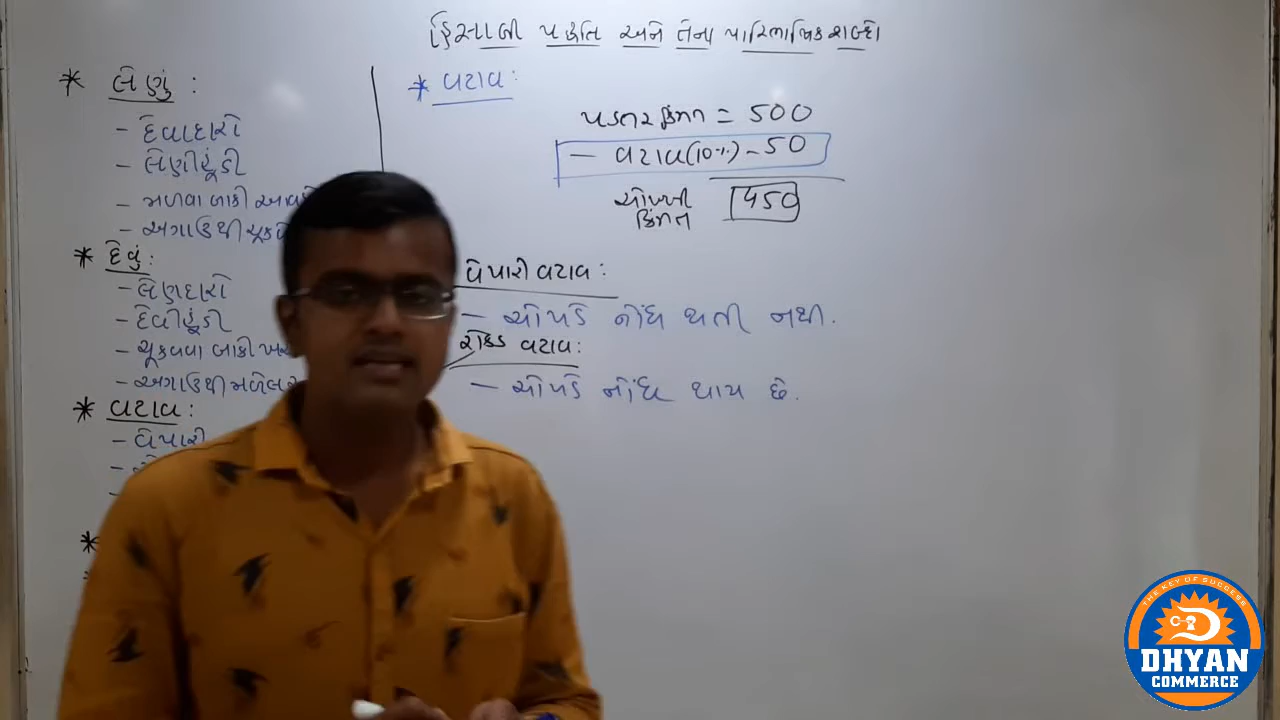 હિસાબી પદ્ધતિ અને તેના પારિભાષિક શબ્દો
* લેણું :
- દેવાદારો
- લેણીહૂંડી
- મળવા બાકી
- અગાઉથી
* દેવું :
- લેણદારો
- દેવીહૂંડી
- ચૂકવવા બાકી
- અગાઉથી મળેલ
* વટાવ :
- વેપારી
* વટાવ :
પડતર કિંમત = 500
- વટાવ (10%) - 50
ચોખ્ખી કિંમત 450
વેપારી વટાવ :
- ચોપડે નોંધ થતી નથી.
રોકડ વટાવ :
- ચોપડે નોંધ થાય છે.
THE KEY OF SUCCESS
DHYAN
COMMERCE